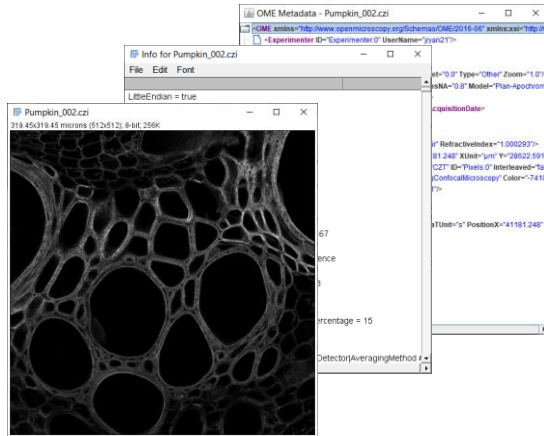 OME Metadata - Pumpkin_002.czi
<OME xmlns="http://www.openmicroscopy.org/Schemas/OME/2016-06" xmlns:xsi="http://
<Experimenter ID="Experimenter:0" UserName="
Info for Pumpkin_002.czi
File Edit Font
LittleEndian = true
et="0.0" Type="Other" Zoom="1.0"/
esNA="0.8" Model="Plan-Apochrom
cquisitionDate>
Pumpkin_002.czi
319.45x319.45 microns (512x512); 8-bit; 256K
RefractiveIndex="1.000293"/>
81.248" XUnit="µm" Y="28622.591
CZT" ID="Pixels:0" Interleaved="fa
gConfocalMicroscopy" Color="-7410
67
ence
aTUnit="s" PositionX="41181.248"
ercentage = 15
Detector|AveragingMethod #